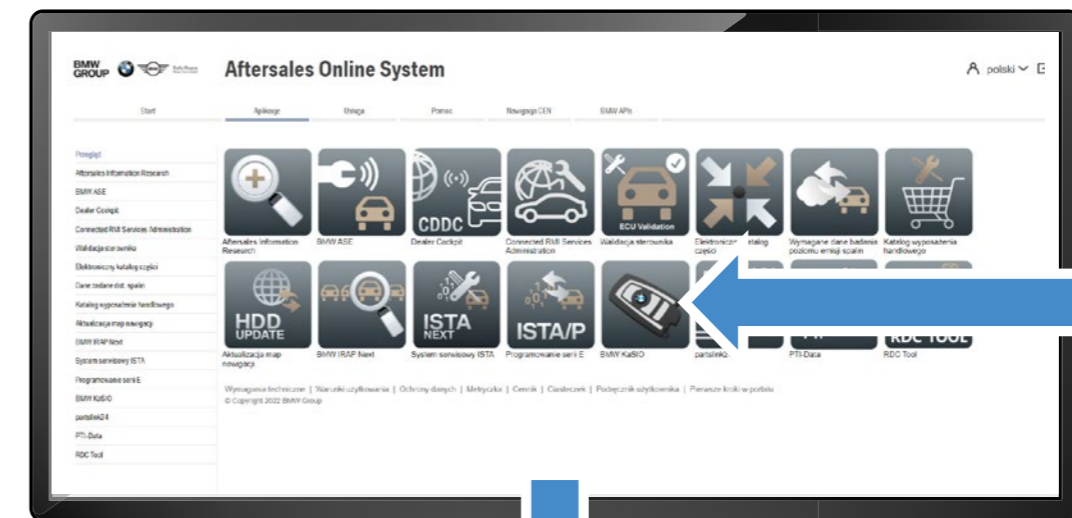 BMW GROUP
Aftersales Online System
polski
Start
Aplikacje
Usługa
Pomoc
Nawigacja CEN
BMW APIs
Przegląd
Aftersales Information Research
BMW ASE
Dealer Cockpit
Connected RMI Services Administration
Walidacja sterownika
Elektroniczny katalog części
Dane żądane dot. spalin
Katalog wyposażenia handlowego
Aktualizacja map nawigacji
BMW IRAP Next
System serwisowy ISTA
Programowanie serii E
BMW KaSIO
partslink24
PTI-Data
RDC Tool
CDDC
ECU Validation
Aftersales Information Research
BMW ASE
Dealer Cockpit
Connected RMI Services Administration
Walidacja sterownika
Elektroniczny katalog części
Wymagane dane badania poziomu emisji spalin
Katalog wyposażenia handlowego
HDD UPDATE
ISTA NEXT
ISTA/P
RDC TOOL
Aktualizacja map nawigacji
BMW IRAP Next
System serwisowy ISTA
Programowanie serii E
BMW KaSIO
partslink2
PTI-Data
RDC Tool
Wymagania techniczne | Warunki użytkowania | Ochrony danych | Metryczka | Cennik | Ciasteczek | Podręcznik użytkownika | Pierwsze kroki w portalu
© Copyright 2022 BMW Group